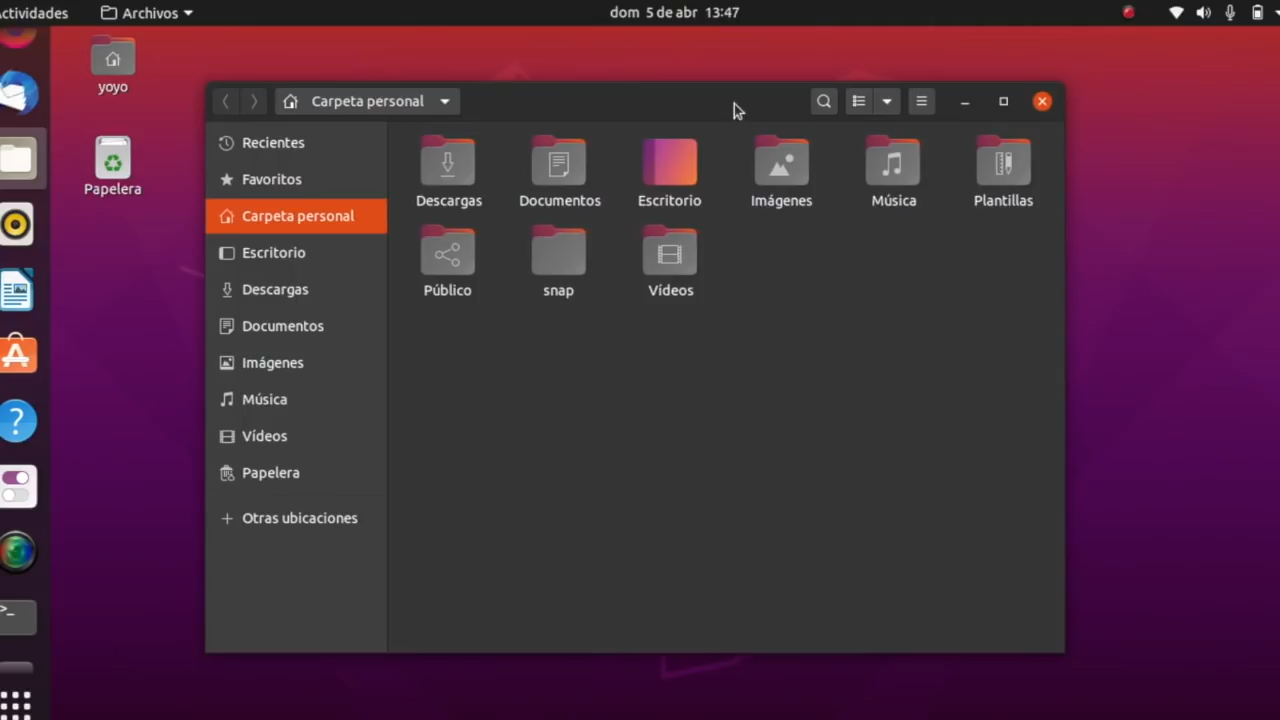 ctividades
Archivos
dom 5 de abr 13:47
yoyo
Papelera
Carpeta personal
Recientes
Favoritos
Carpeta personal
Escritorio
Descargas
Documentos
Imágenes
Música
Vídeos
Papelera
Otras ubicaciones
Descargas
Documentos
Escritorio
Imágenes
Música
Plantillas
Público
snap
Vídeos